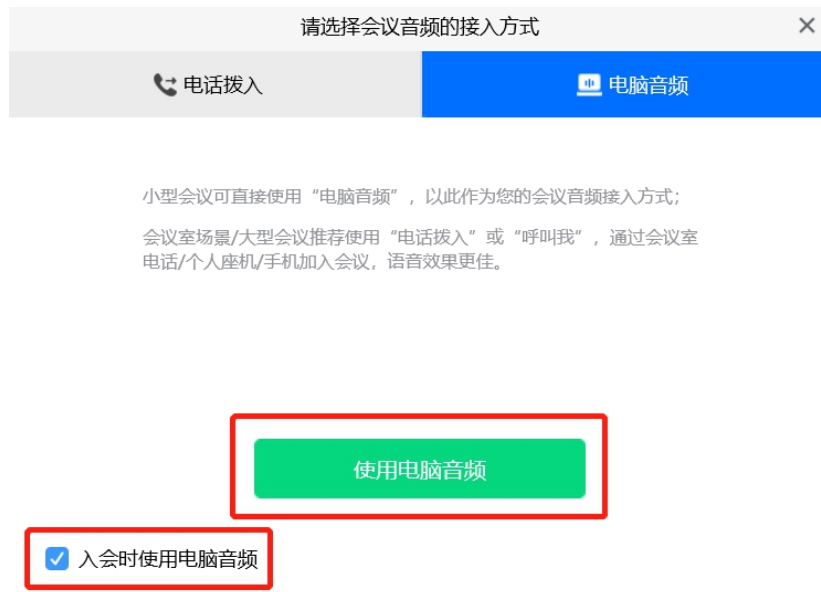 请选择会议音频的接入方式
电话拨入
电脑音频
小型会议可直接使用“电脑音频”，以此作为您的会议音频接入方式；
会议室场景/大型会议推荐使用“电话拨入”或“呼叫我”，通过会议室
电话/个人座机/手机加入会议，语音效果更佳。
使用电脑音频
入会时使用电脑音频